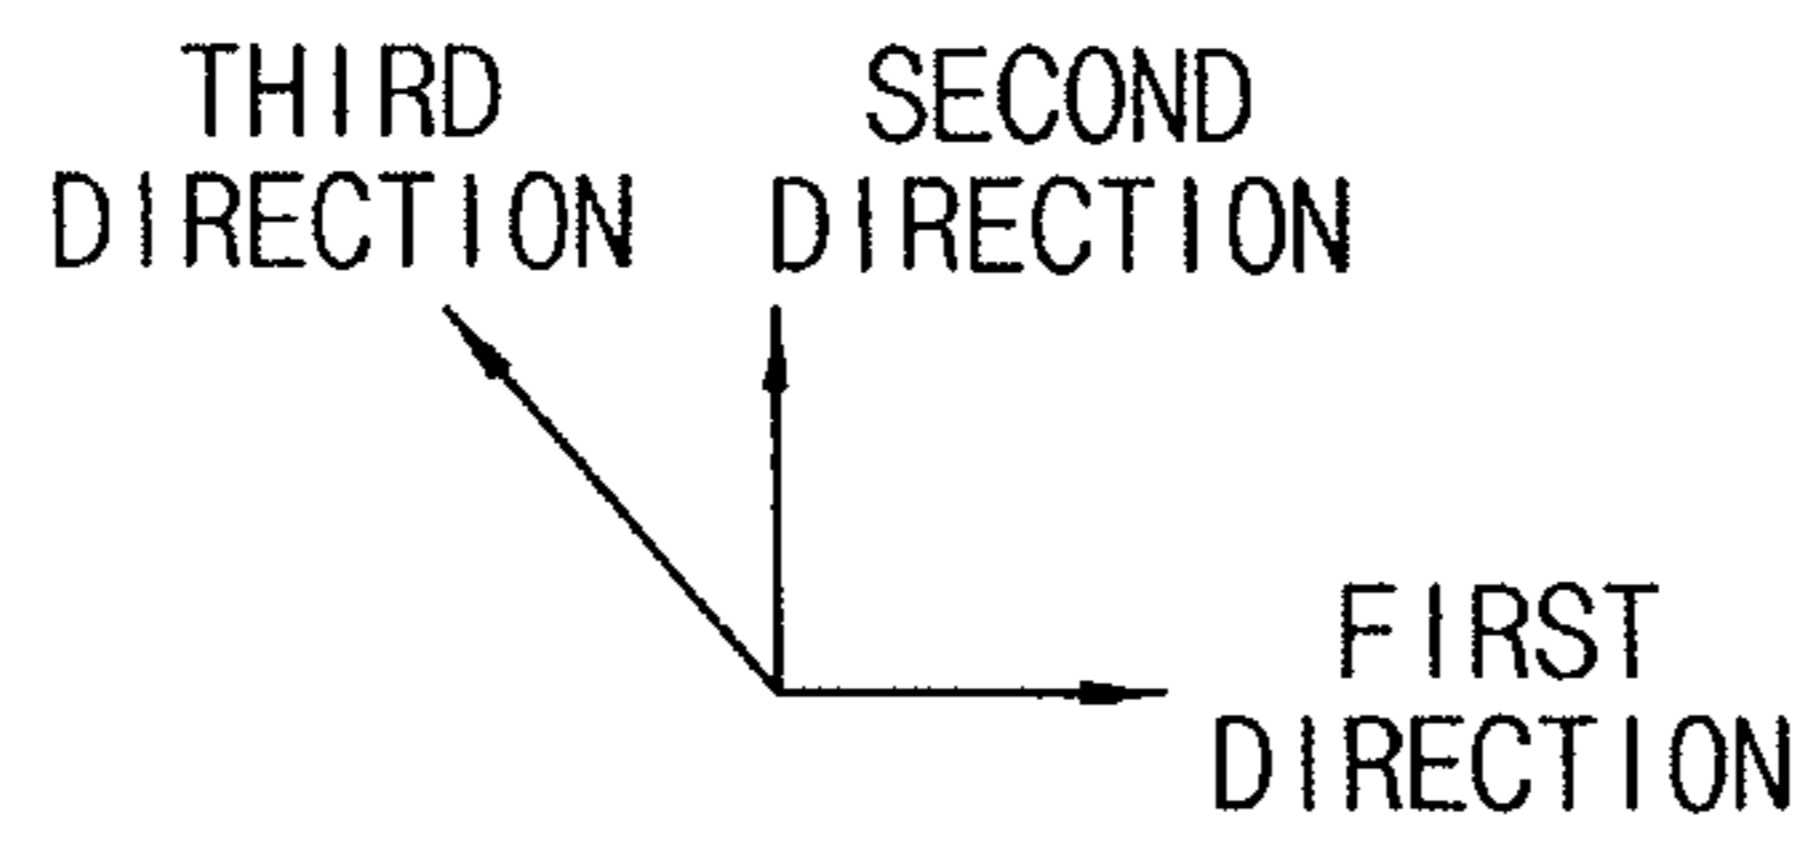 THIRD
DIRECTION
SECOND
DIRECTION
FIRST
DIRECTION